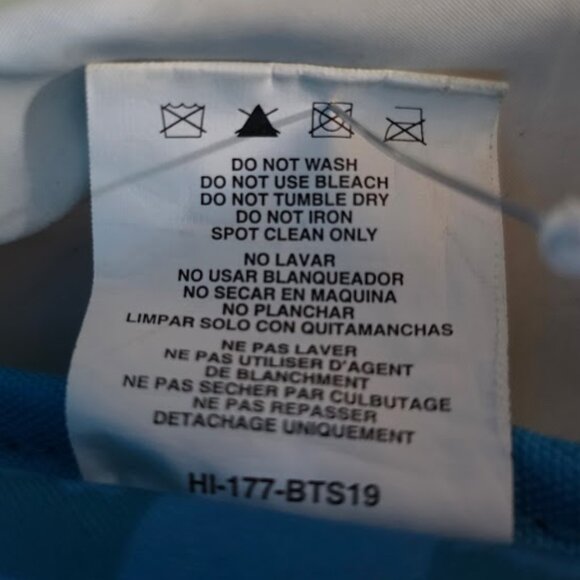 DO NOT WASH
DO NOT USE BLEACH
DO NOT TUMBLE DRY
DO NOT IRON
SPOT CLEAN ONLY
NO LAVAR
NO USAR BLANQUEADOR
NO SECAR EN MAQUINA
NO PLANCHAR
LIMPAR SOLO CON QUITAMANCHAS
NE PAS LAVER
NE PAS UTILISER D'AGENT
DE BLANCHMENT
NE PAS SECHER PAR CULBUTAGE
NE PAS REPASSER
DETACHAGE UNIQUEMENT
HI-177-BTS19